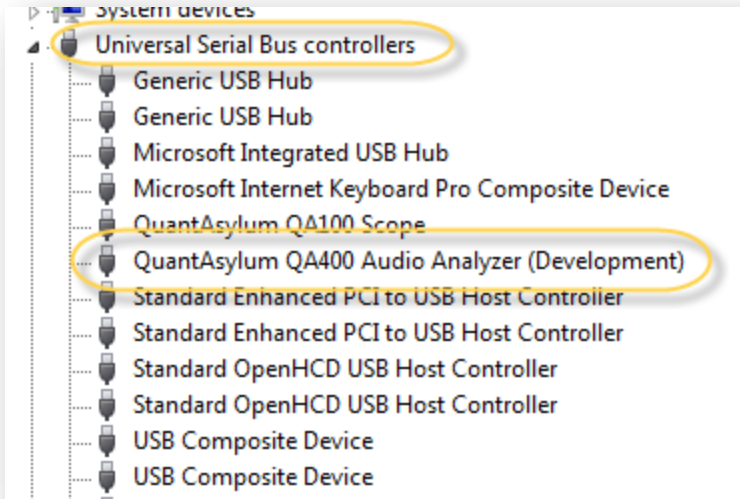 System devices
Universal Serial Bus controllers
Generic USB Hub
Generic USB Hub
Microsoft Integrated USB Hub
Microsoft Internet Keyboard Pro Composite Device
QuantAsylum QA100 Scope
QuantAsylum QA400 Audio Analyzer (Development)
Standard Enhanced PCI to USB Host Controller
Standard Enhanced PCI to USB Host Controller
Standard OpenHCD USB Host Controller
Standard OpenHCD USB Host Controller
USB Composite Device
USB Composite Device